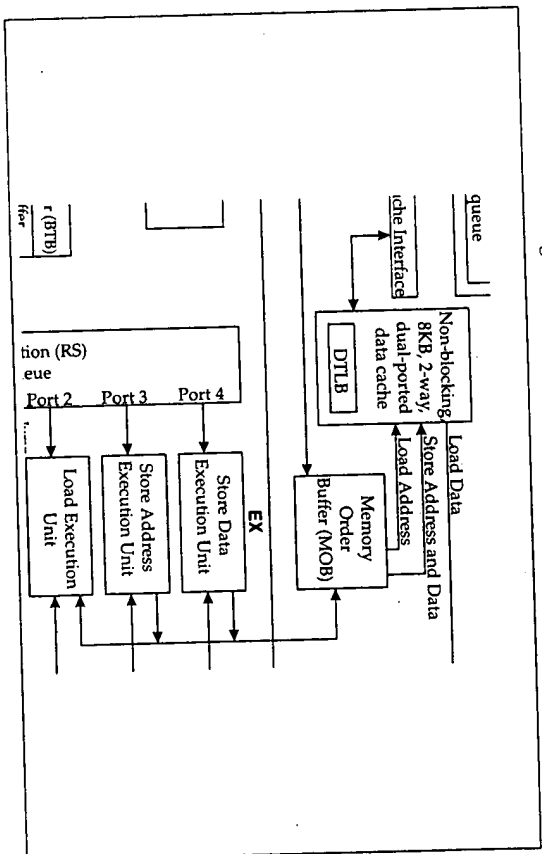 queue
che Interface
Non-blocking,
8KB, 2-way,
dual-ported
data cache
DTLB
Load Data
Store Address and Data
Load Address
Memory
Order
Buffer (MOB)
EX
r (BTB)
ffer
tion (RS)
eue
Port 4
Port 3
Port 2
Store Data
Execution Unit
Store Address
Execution Unit
Load Execution
Unit